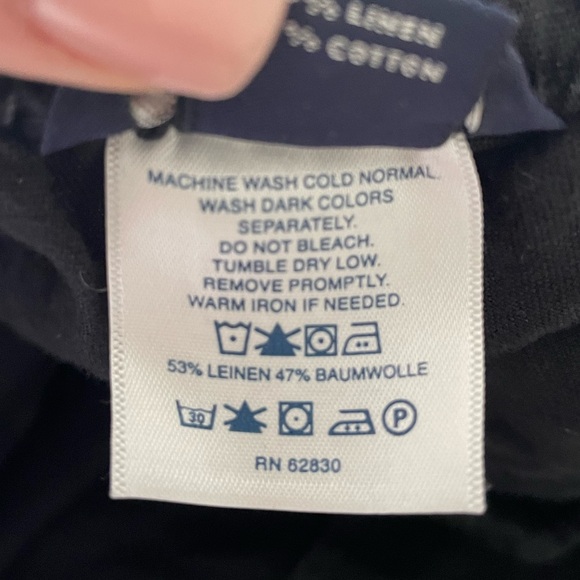 % LINEN
% COTTON
MACHINE WASH COLD NORMAL.
WASH DARK COLORS
SEPARATELY.
DO NOT BLEACH.
TUMBLE DRY LOW.
REMOVE PROMPTLY.
WARM IRON IF NEEDED.
53% LEINEN 47% BAUMWOLLE
30 P
RN 62830